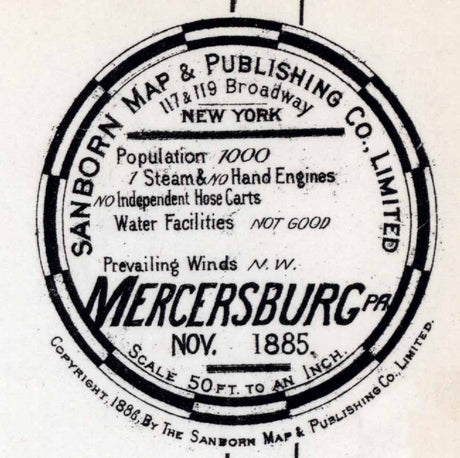 SANBORN MAP & PUBLISHING CO., LIMITED
117 & 119 Broadway
NEW YORK
Population 1000
1 Steam & NO Hand Engines
NO Independent Hose Carts
Water Facilities NOT GOOD
Prevailing Winds N.W.
MERCERSBURG PA.
NOV. 1885.
SCALE 50 FT. TO AN INCH.
COPYRIGHT, 1886, BY THE SANBORN MAP & PUBLISHING CO., LIMITED.